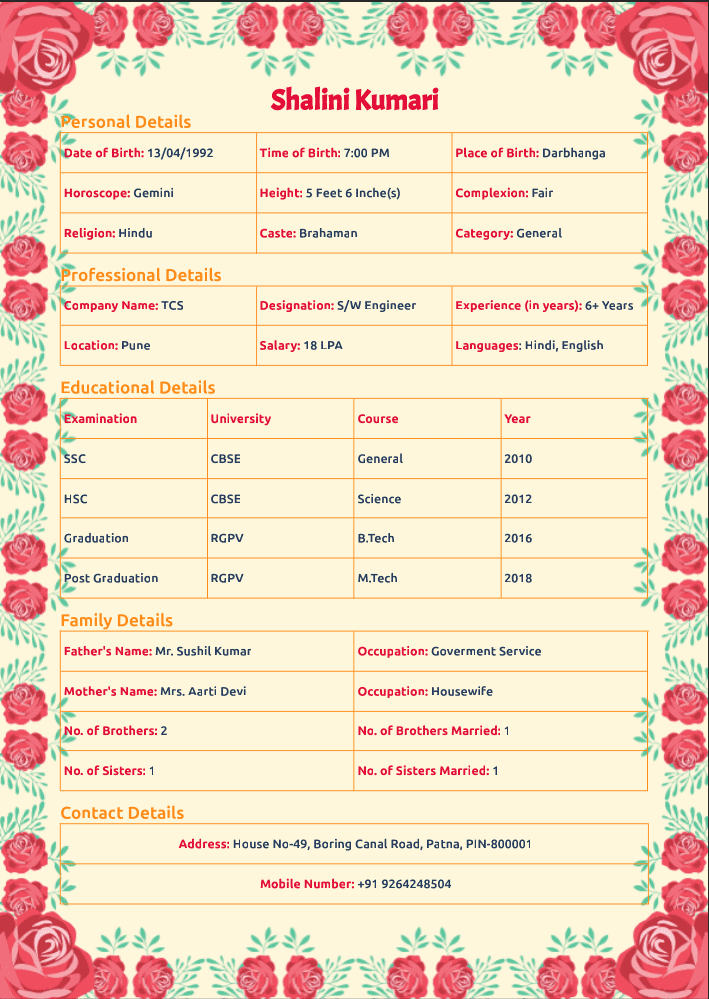 Shalini Kumari
Personal Details
Date of Birth: 13/04/1992 Time of Birth: 7:00 PM Place of Birth: Darbhanga
Horoscope: Gemini Height: 5 Feet 6 Inche(s) Complexion: Fair
Religion: Hindu Caste: Brahaman Category: General
Professional Details
Company Name: TCS Designation: S/W Engineer Experience (in years): 6+ Years
Location: Pune Salary: 18 LPA Languages: Hindi, English
Educational Details
Examination University Course Year
SSC CBSE General 2010
HSC CBSE Science 2012
Graduation RGPV B.Tech 2016
Post Graduation RGPV M.Tech 2018
Family Details
Father's Name: Mr. Sushil Kumar Occupation: Goverment Service
Mother's Name: Mrs. Aarti Devi Occupation: Housewife
No. of Brothers: 2 No. of Brothers Married: 1
No. of Sisters: 1 No. of Sisters Married: 1
Contact Details
Address: House No-49, Boring Canal Road, Patna, PIN-800001
Mobile Number: +91 9264248504